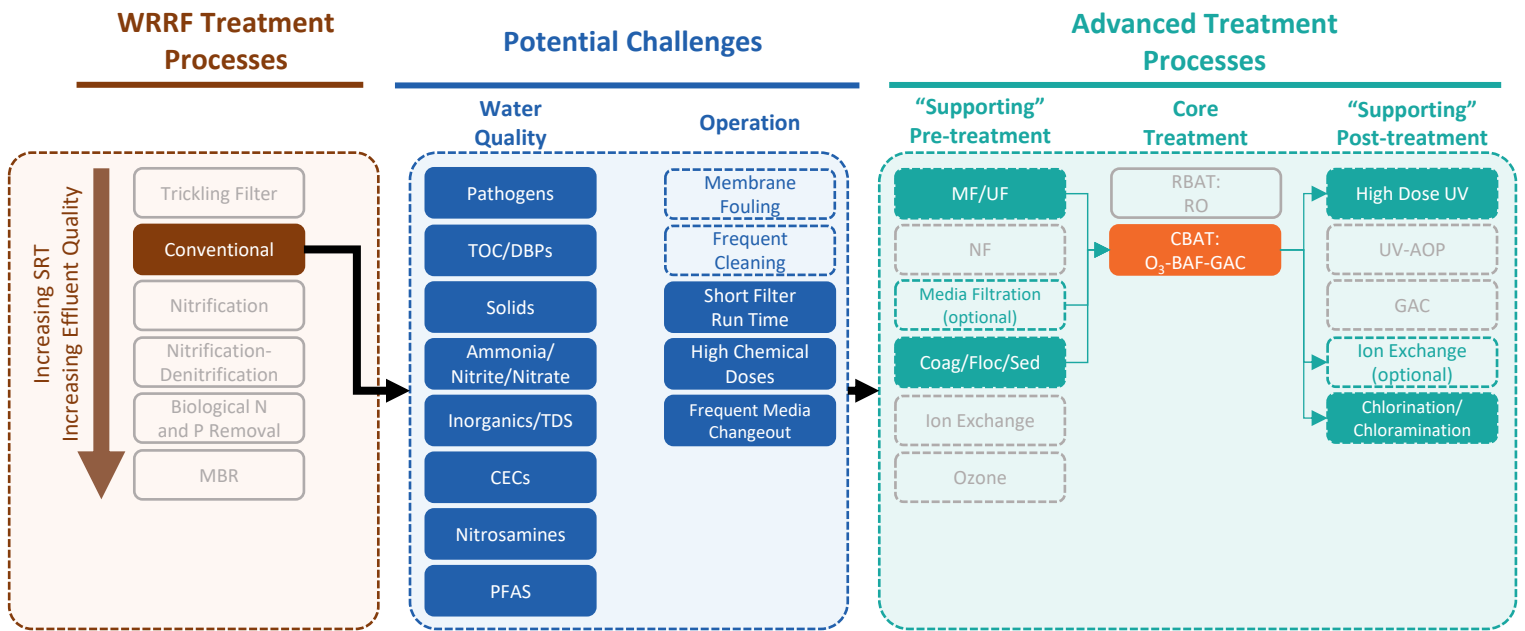 WRRF Treatment
Processes
Potential Challenges
Advanced Treatment
Processes
Water
Quality
Operation
“Supporting”
Pre-treatment
Core
Treatment
“Supporting”
Post-treatment
Increasing SRT
Increasing Effluent Quality
Trickling Filter
Conventional
Nitrification
Nitrification-
Denitrification
Biological N
and P Removal
MBR
Pathogens
TOC/DBPs
Solids
Ammonia/
Nitrite/Nitrate
Inorganics/TDS
CECs
Nitrosamines
PFAS
Membrane
Fouling
Frequent
Cleaning
Short Filter
Run Time
High Chemical
Doses
Frequent Media
Changeout
MF/UF
NF
Media Filtration
(optional)
Coag/Floc/Sed
Ion Exchange
Ozone
RBAT:
RO
CBAT:
O₃-BAF-GAC
High Dose UV
UV-AOP
GAC
Ion Exchange
(optional)
Chlorination/
Chloramination